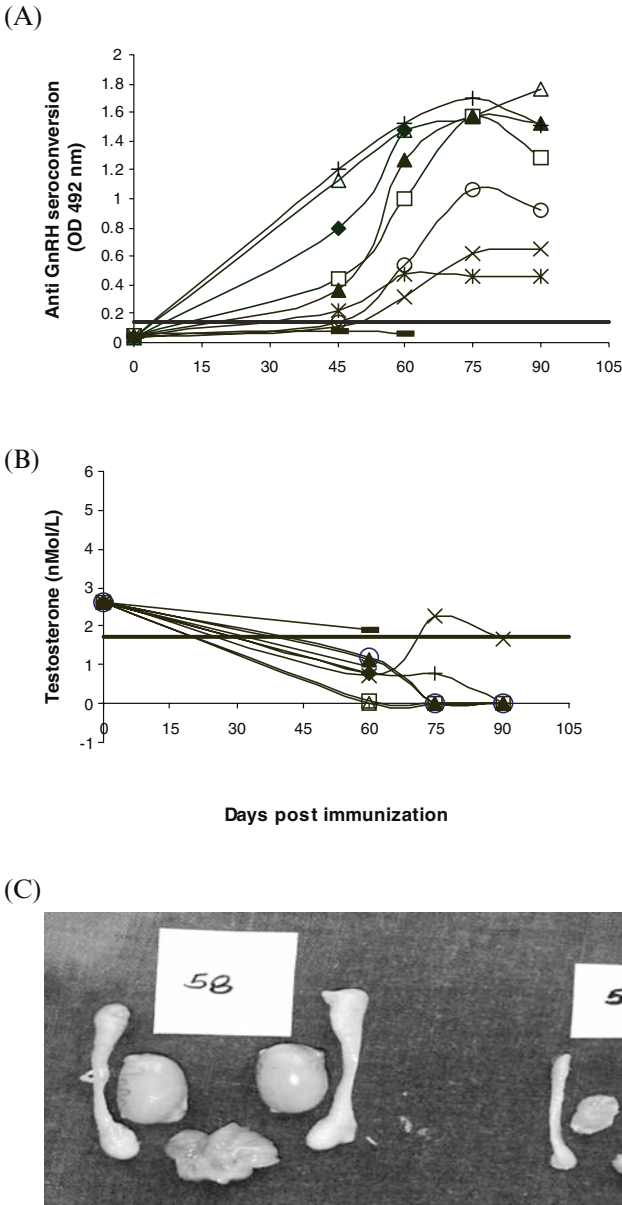 (A)
Anti GnRH seroconversion
(OD 492 nm)
2
1.8
1.6
1.4
1.2
1
0.8
0.6
0.4
0.2
0
0 15 30 45 60 75 90 105
(B)
Testosterone (nMol/L)
6
5
4
3
2
1
0
-1
0 15 30 45 60 75 90 105
Days post immunization
(C)
58
5